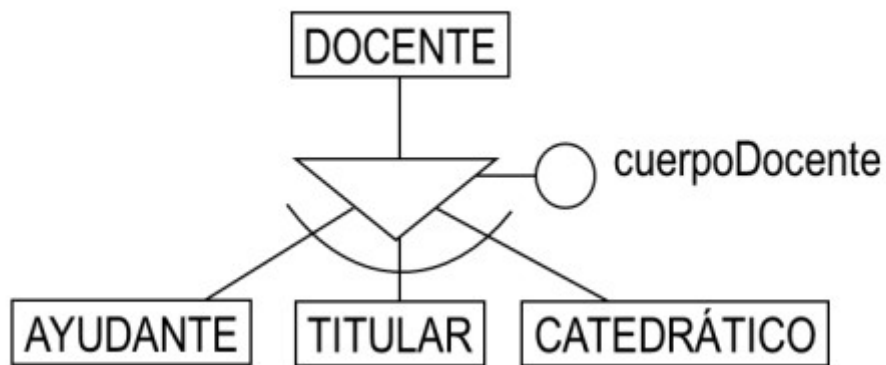 DOCENTE
cuerpoDocente
AYUDANTE
TITULAR
CATEDRÁTICO